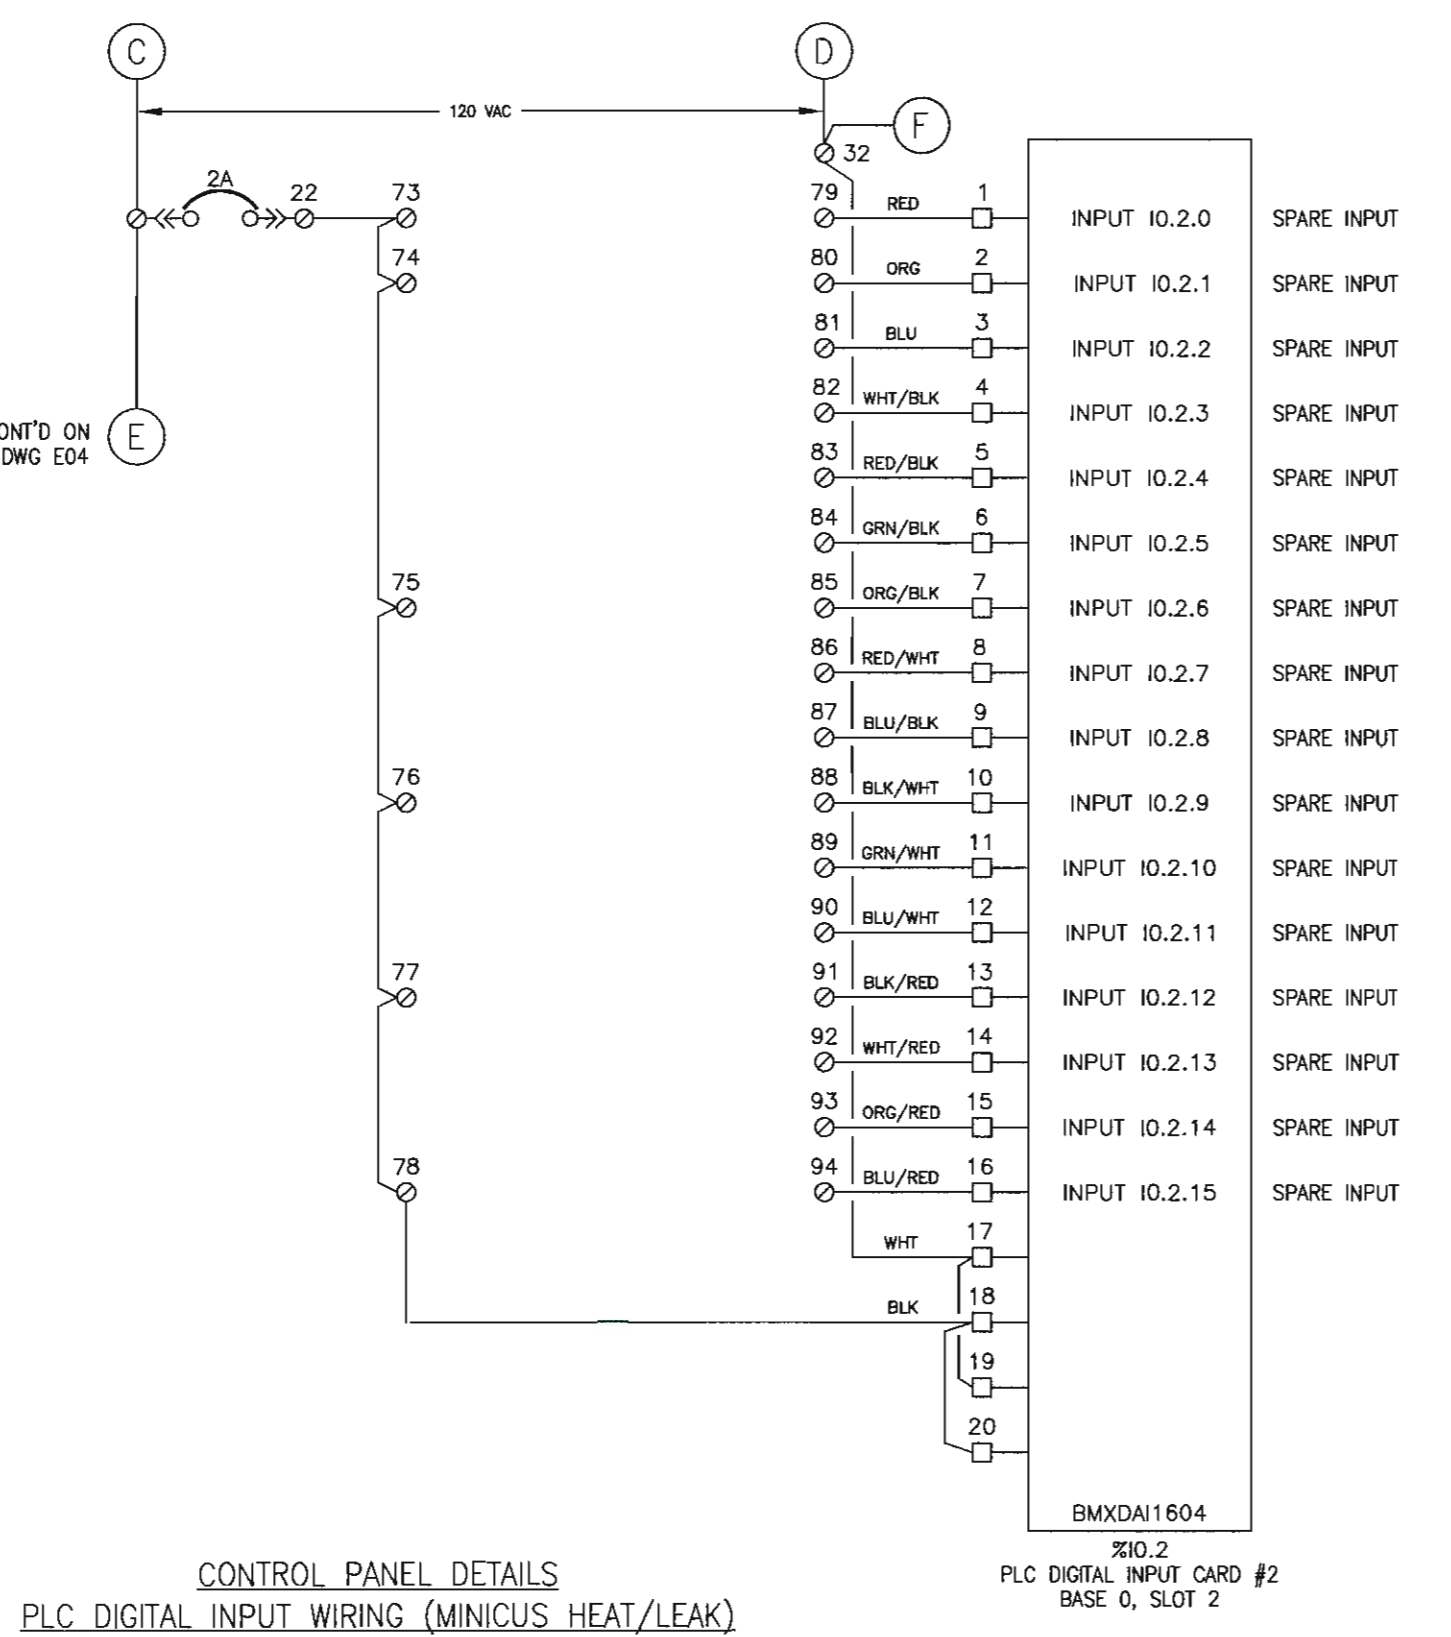 C
D
120 VAC
F
32
2A
22
73
79
RED
1
INPUT I0.2.0
SPARE INPUT
74
80
ORG
2
INPUT I0.2.1
SPARE INPUT
81
BLU
3
INPUT I0.2.2
SPARE INPUT
82
WHT/BLK
4
INPUT I0.2.3
SPARE INPUT
ONT'D ON
DWG E04
E
83
RED/BLK
5
INPUT I0.2.4
SPARE INPUT
84
GRN/BLK
6
INPUT I0.2.5
SPARE INPUT
75
85
ORG/BLK
7
INPUT I0.2.6
SPARE INPUT
86
RED/WHT
8
INPUT I0.2.7
SPARE INPUT
87
BLU/BLK
9
INPUT I0.2.8
SPARE INPUT
76
88
BLK/WHT
10
INPUT I0.2.9
SPARE INPUT
89
GRN/WHT
11
INPUT I0.2.10
SPARE INPUT
90
BLU/WHT
12
INPUT I0.2.11
SPARE INPUT
77
91
BLK/RED
13
INPUT I0.2.12
SPARE INPUT
92
WHT/RED
14
INPUT I0.2.13
SPARE INPUT
93
ORG/RED
15
INPUT I0.2.14
SPARE INPUT
78
94
BLU/RED
16
INPUT I0.2.15
SPARE INPUT
WHT
17
BLK
18
19
20
BMXDAI1604
%I0.2
PLC DIGITAL INPUT CARD #2
BASE 0, SLOT 2
CONTROL PANEL DETAILS
PLC DIGITAL INPUT WIRING (MINICUS HEAT/LEAK)